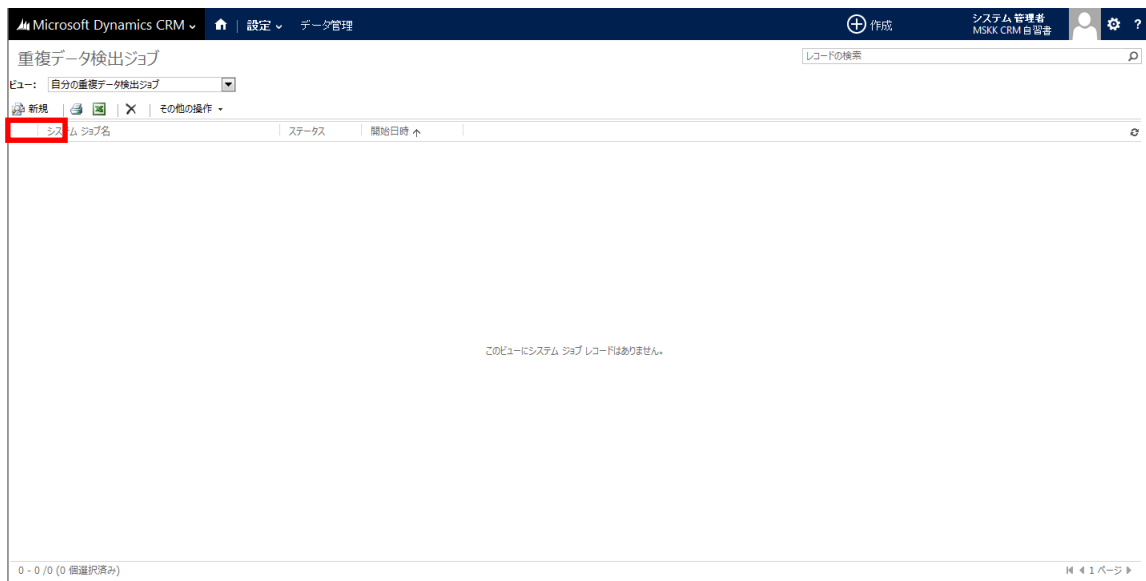 Microsoft Dynamics CRM 設定 データ管理 作成 システム 管理者
MSKK CRM 自習書 ?
重複データ検出ジョブ レコードの検索
ビュー: 自分の重複データ検出ジョブ
新規 その他の操作
システム ジョブ名 ステータス 開始日時
このビューにシステム ジョブ レコードはありません。
0 - 0 /0 (0 個選択済み) 1 ページ